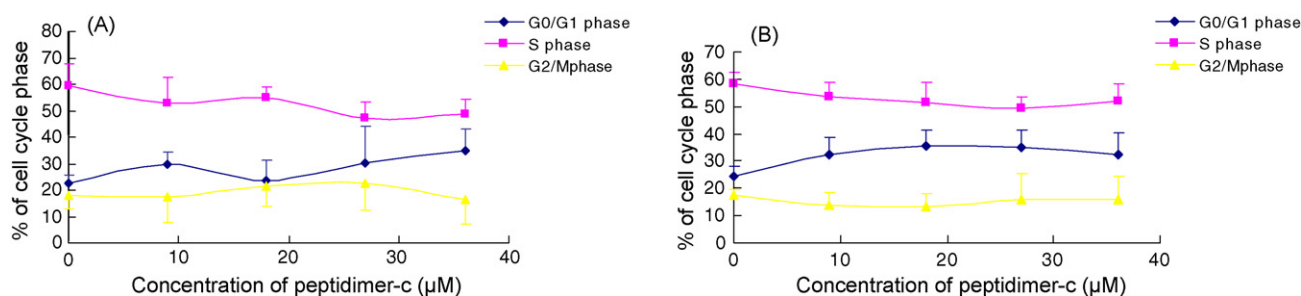 (A)
G0/G1 phase
S phase
G2/Mphase
% of cell cycle phase
80
70
60
50
40
30
20
10
0
0 10 20 30 40
Concentration of peptidimer-c (µM)
(B)
G0/G1 phase
S phase
G2/Mphase
% of cell cycle phase
70
60
50
40
30
20
10
0
0 10 20 30 40
Concentration of peptidimer-c (µM)